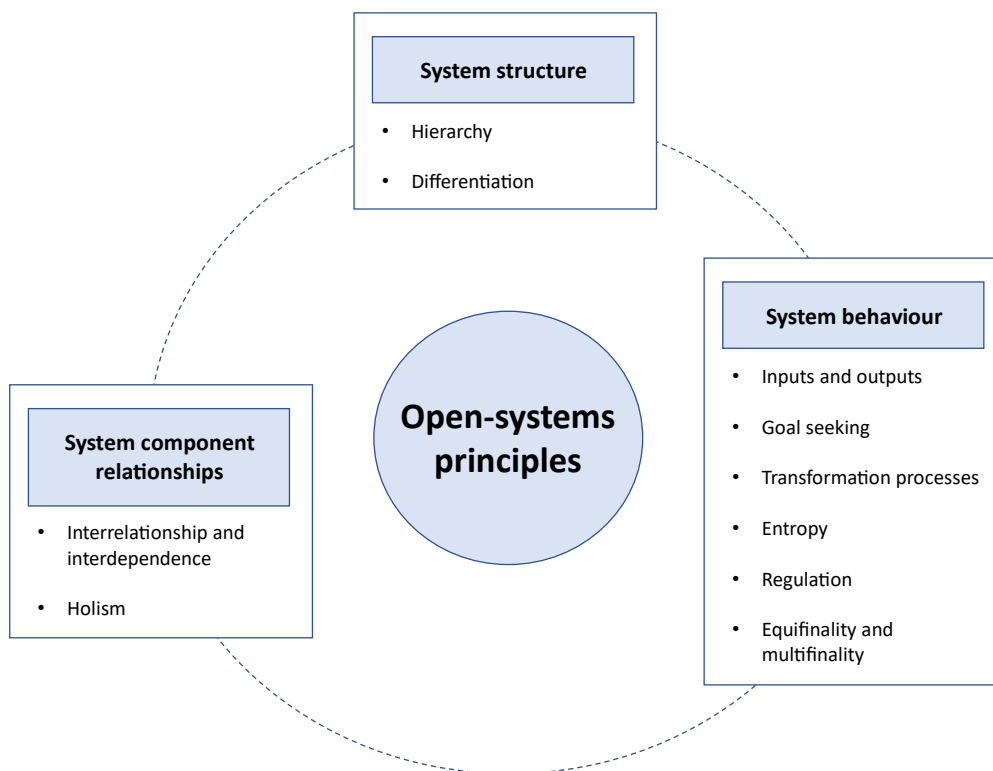 System structure
• Hierarchy
• Differentiation
System behaviour
• Inputs and outputs
• Goal seeking
• Transformation processes
• Entropy
• Regulation
• Equifinality and
multifinality
Open-systems
principles
System component
relationships
• Interrelationship and
interdependence
• Holism